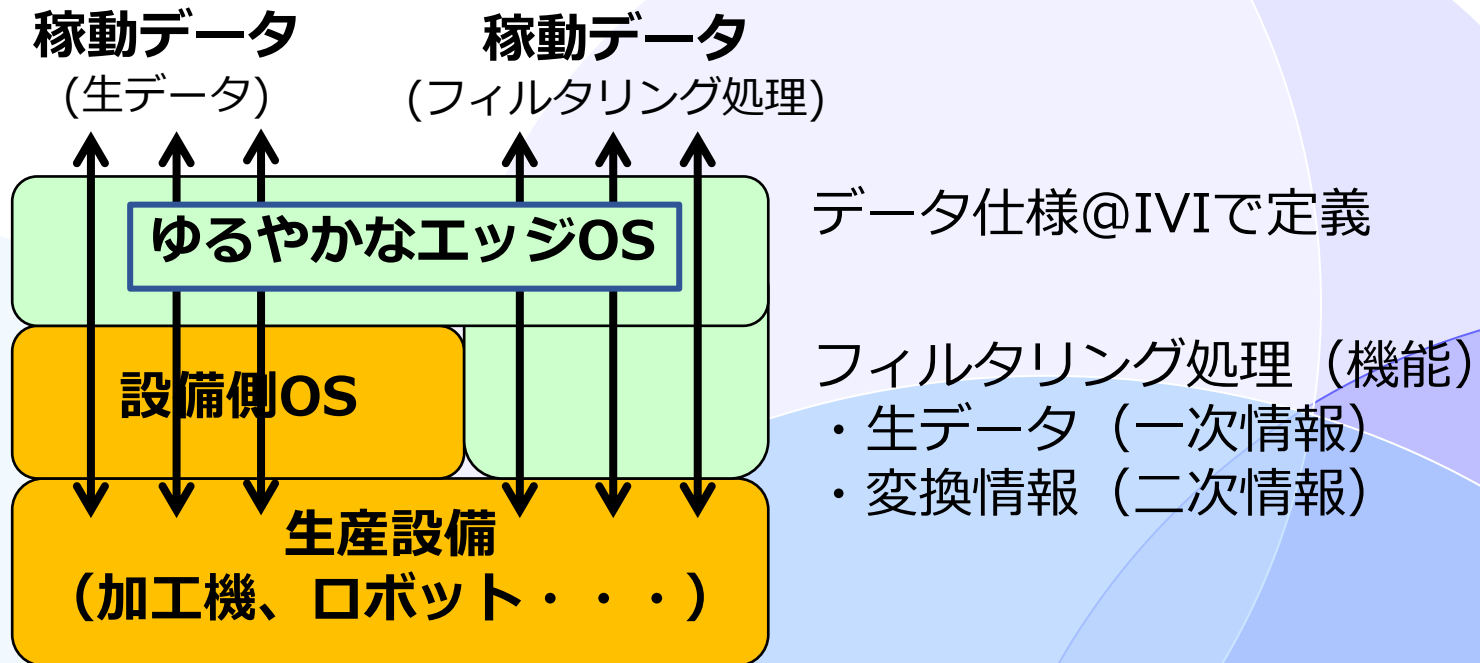 稼動データ
(生データ)
稼動データ
(フィルタリング処理)
ゆるやかなエッジOS
設備側OS
生産設備
（加工機、ロボット・・・）
データ仕様@IVIで定義
フィルタリング処理（機能）
・生データ（一次情報）
・変換情報（二次情報）